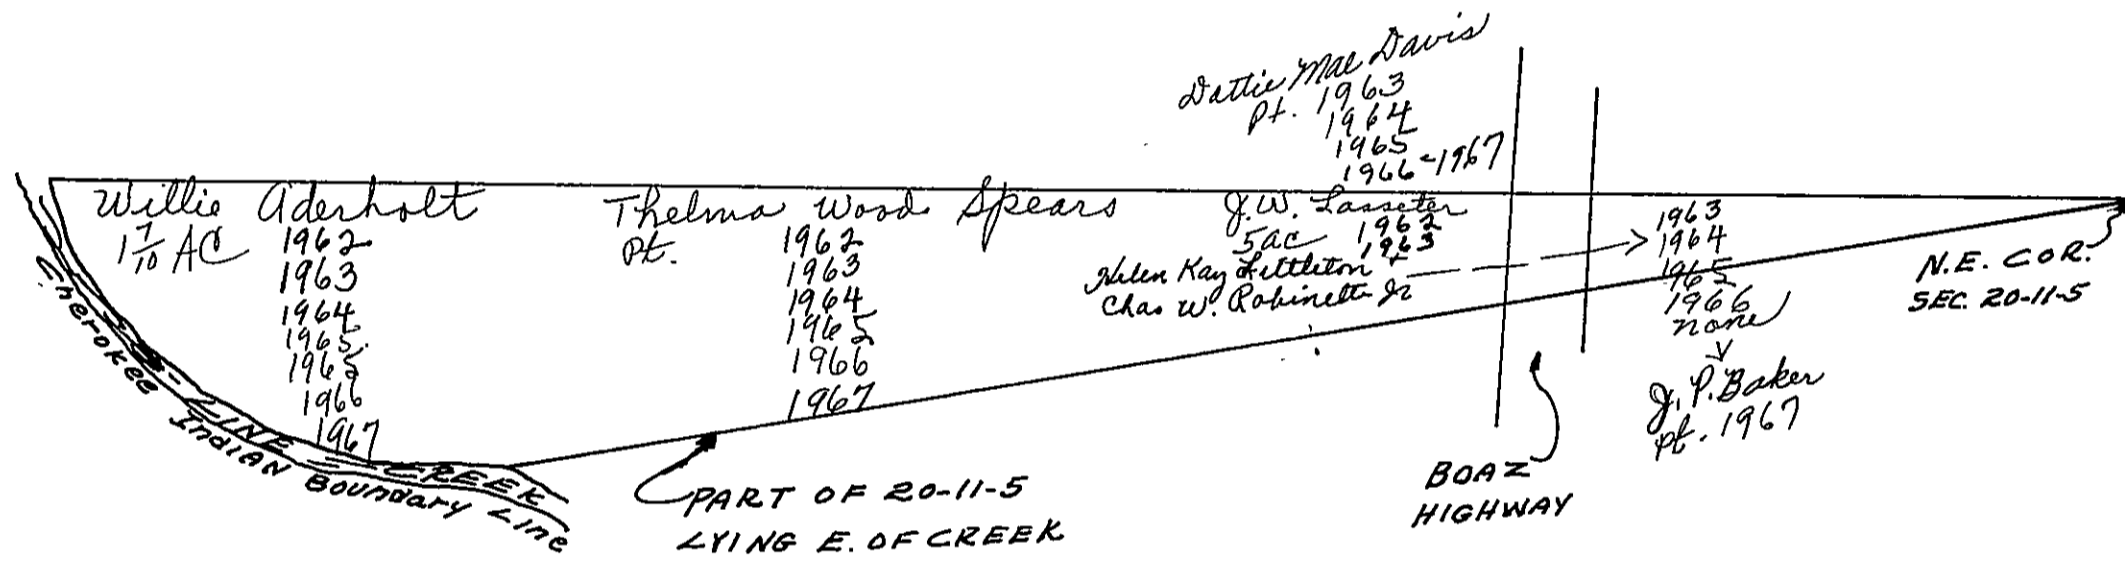 Dattie Mae Davis
Pt. 1963
1964
1965
1966-1967
Willie Aderholt
1 7/10 AC
1962
1963
1964
1965
1965
1966
1967
Thelma Wood Spears
Pt.
1962
1963
1964
1965
1966
1967
J.W. Lasseter
5 ac 1962
1963
Helen Kay Littleton +
Chas W. Robinette Jr
1963
1964
1965
1966
none
J. P. Baker
pt. 1967
N.E. COR.
SEC. 20-11-5
LINE CREEK
Cherokee Indian Boundary Line
PART OF 20-11-5
LYING E. OF CREEK
BOAZ
HIGHWAY